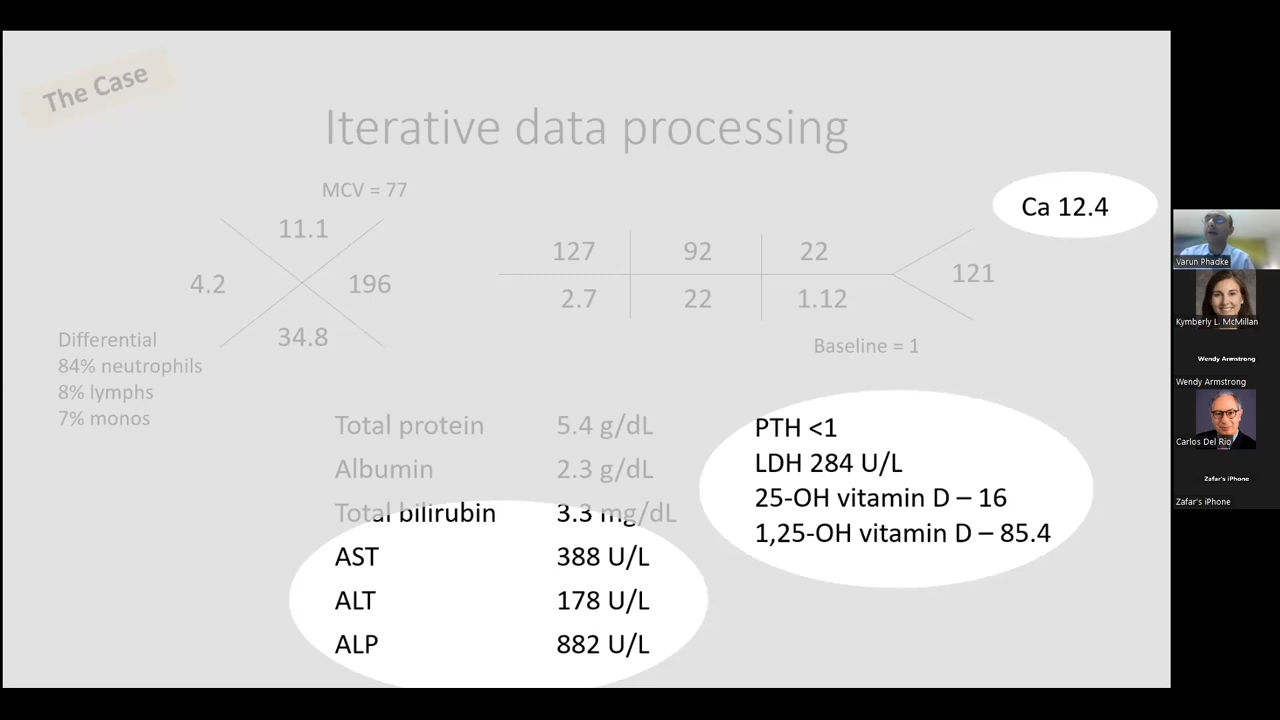 The Case
Iterative data processing
MCV = 77
11.1
4.2
196
34.8
Differential
84% neutrophils
8% lymphs
7% monos
127 92 22
2.7 22 1.12
121
Baseline = 1
Ca 12.4
Total protein 5.4 g/dL
Albumin 2.3 g/dL
Total bilirubin 3.3 mg/dL
AST 388 U/L
ALT 178 U/L
ALP 882 U/L
PTH <1
LDH 284 U/L
25-OH vitamin D – 16
1,25-OH vitamin D – 85.4
Varun Phadke
Kymberly L. McMillan
Wendy Armstrong
Wendy Armstrong
Carlos Del Rio
Zafar's iPhone
Zafar's iPhone